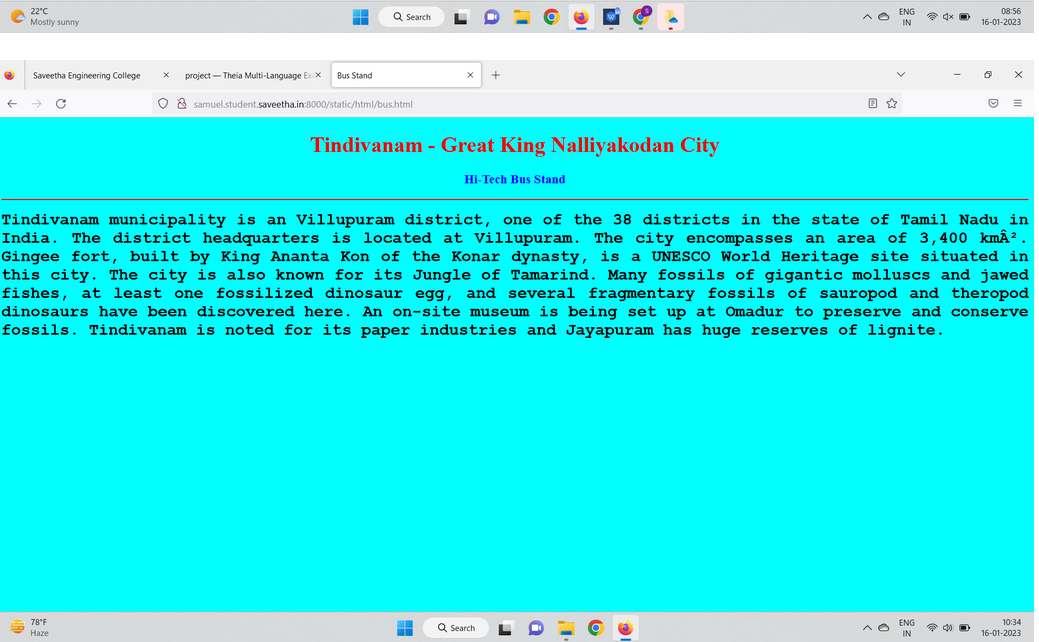 22°C
Mostly sunny
Search
ENG
IN
08:56
16-01-2023
Saveetha Engineering College
project — Theia Multi-Language Ex
Bus Stand
samuel.student.saveetha.in:8000/static/html/bus.html
Tindivanam - Great King Nalliyakodan City
Hi-Tech Bus Stand
Tindivanam municipality is an Villupuram district, one of the 38 districts in the state of Tamil Nadu in
India. The district headquarters is located at Villupuram. The city encompasses an area of 3,400 kmÂ².
Gingee fort, built by King Ananta Kon of the Konar dynasty, is a UNESCO World Heritage site situated in
this city. The city is also known for its Jungle of Tamarind. Many fossils of gigantic molluscs and jawed
fishes, at least one fossilized dinosaur egg, and several fragmentary fossils of sauropod and theropod
dinosaurs have been discovered here. An on-site museum is being set up at Omadur to preserve and conserve
fossils. Tindivanam is noted for its paper industries and Jayapuram has huge reserves of lignite.
78°F
Haze
Search
ENG
IN
10:34
16-01-2023